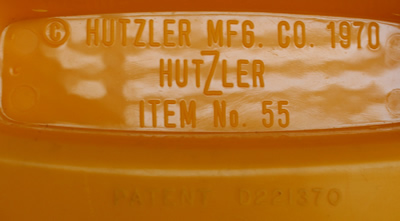 © HUTZLER MFG. CO. 1970
HUTZLER
ITEM No. 55
PATENT D221370